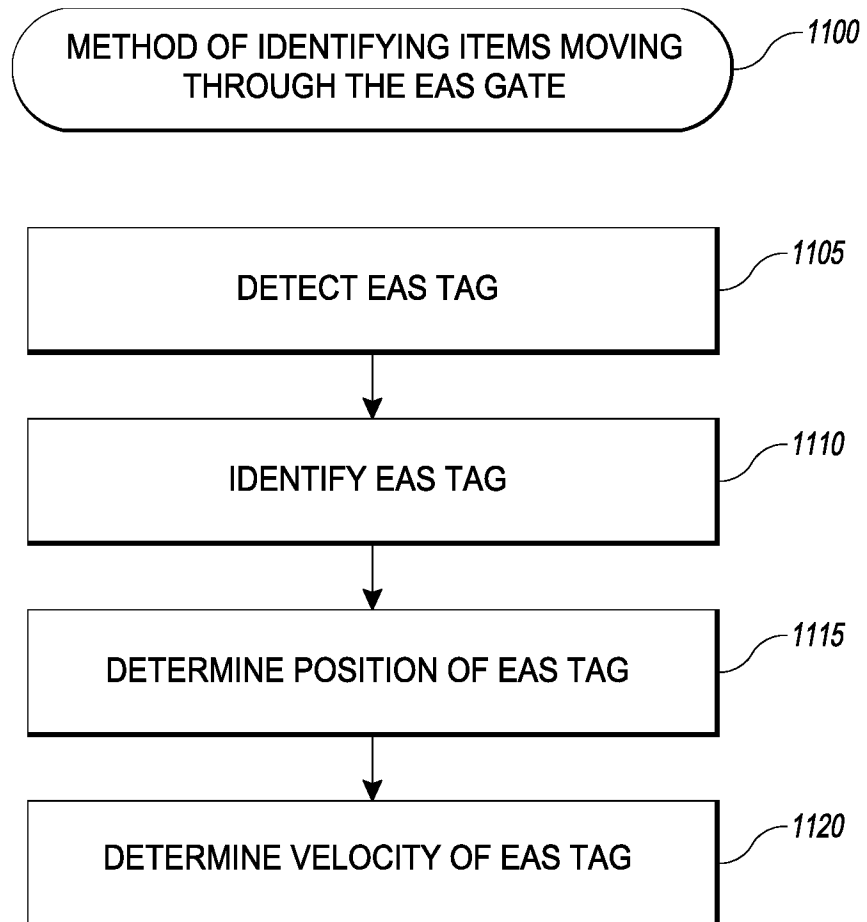 METHOD OF IDENTIFYING ITEMS MOVING
THROUGH THE EAS GATE
1100
DETECT EAS TAG
1105
IDENTIFY EAS TAG
1110
DETERMINE POSITION OF EAS TAG
1115
DETERMINE VELOCITY OF EAS TAG
1120